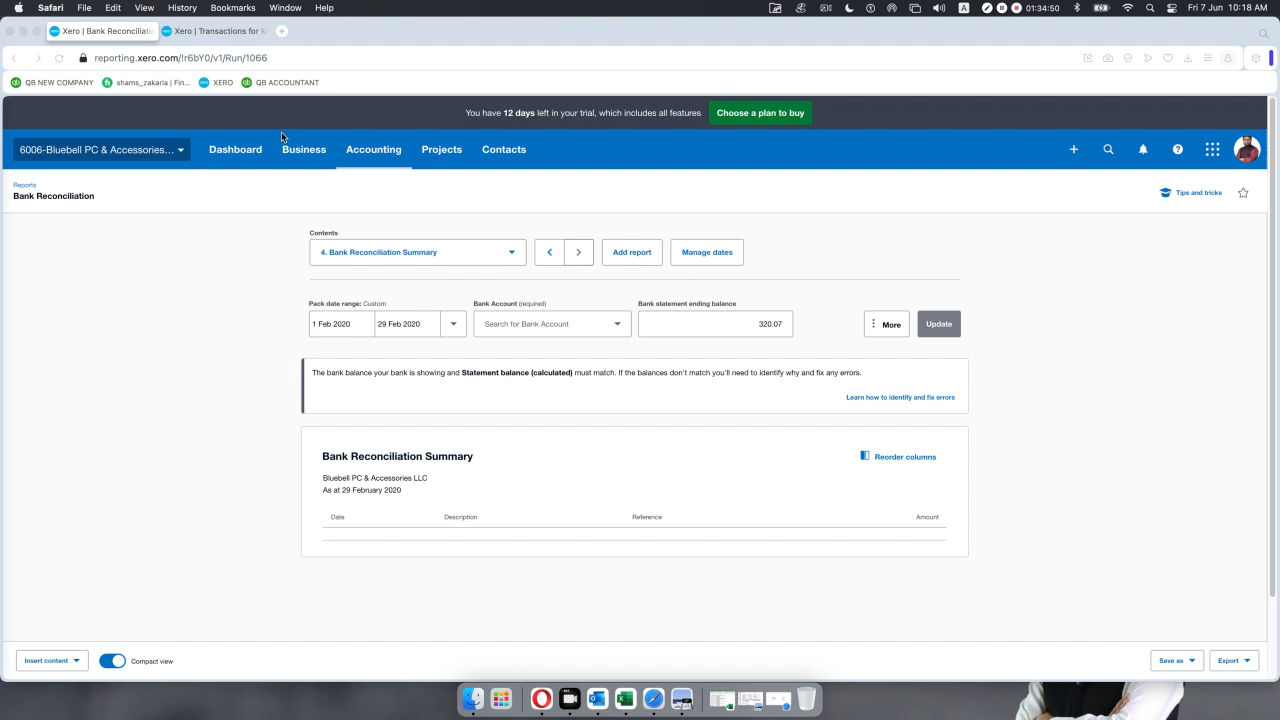 Safari File Edit View History Bookmarks Window Help
01:34:50
Fri Jun 10, 10:18 AM
Xero | Bank Reconciliatio
Xero | Transactions for M
reporting.xero.com/!r6bY0/v1/Run/1066
QB NEW COMPANY
shams_zakaria | Fin...
XERO
QB ACCOUNTANT
You have 12 days left in your trial, which includes all features
Choose a plan to buy
6006-Bluebell PC & Accessories...
Dashboard Business Accounting Projects Contacts
Reports
Bank Reconciliation
Tips and tricks
Contents
4. Bank Reconciliation Summary
Add report
Manage dates
Pack date range: Custom
Bank Account (required)
Bank statement ending balance
1 Feb 2020
29 Feb 2020
Search for Bank Account
320.07
More
Update
The bank balance your bank is showing and Statement balance (calculated) must match. If the balances don't match you'll need to identify why and fix any errors.
Learn how to identify and fix errors
Bank Reconciliation Summary
Reorder columns
Bluebell PC & Accessories LLC
As at 29 February 2020
Date Description Reference Amount
Insert content
Compact view
Save as
Export